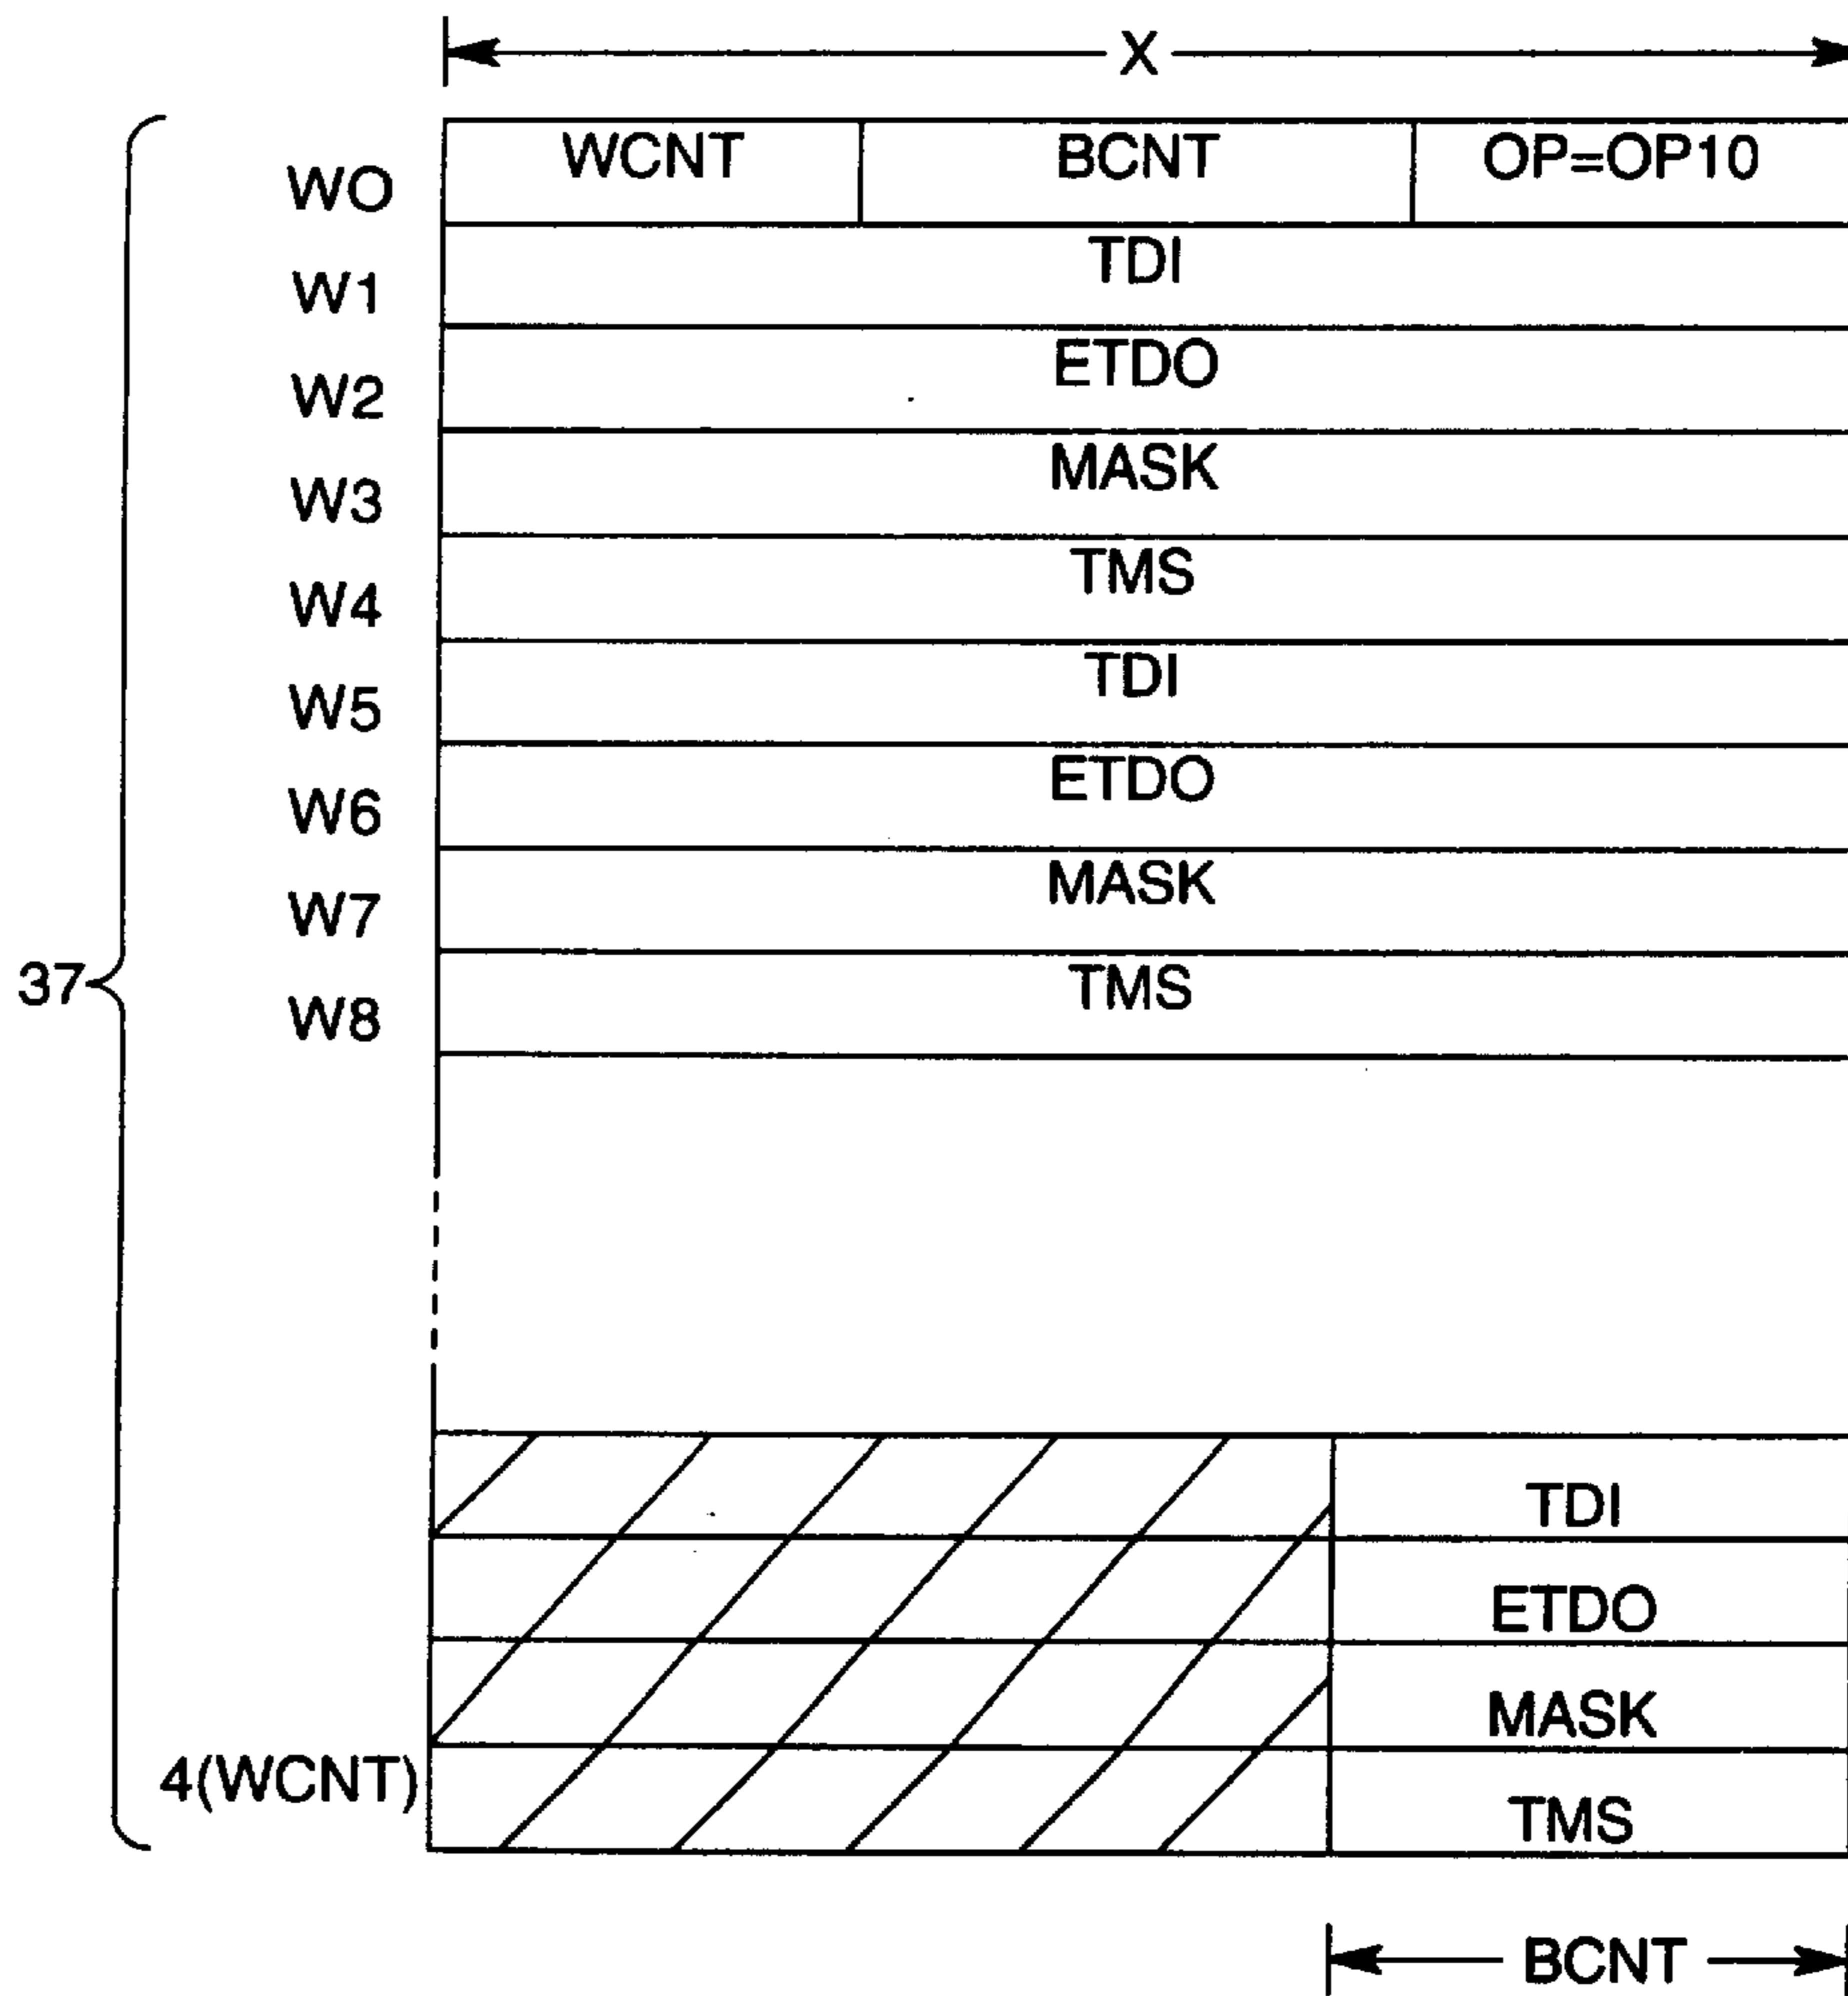 X
WO WCNT BCNT OP=OP10
W1 TDI
W2 ETDO
W3 MASK
W4 TMS
W5 TDI
W6 ETDO
W7 MASK
37
W8 TMS
TDI
ETDO
MASK
4(WCNT) TMS
BCNT